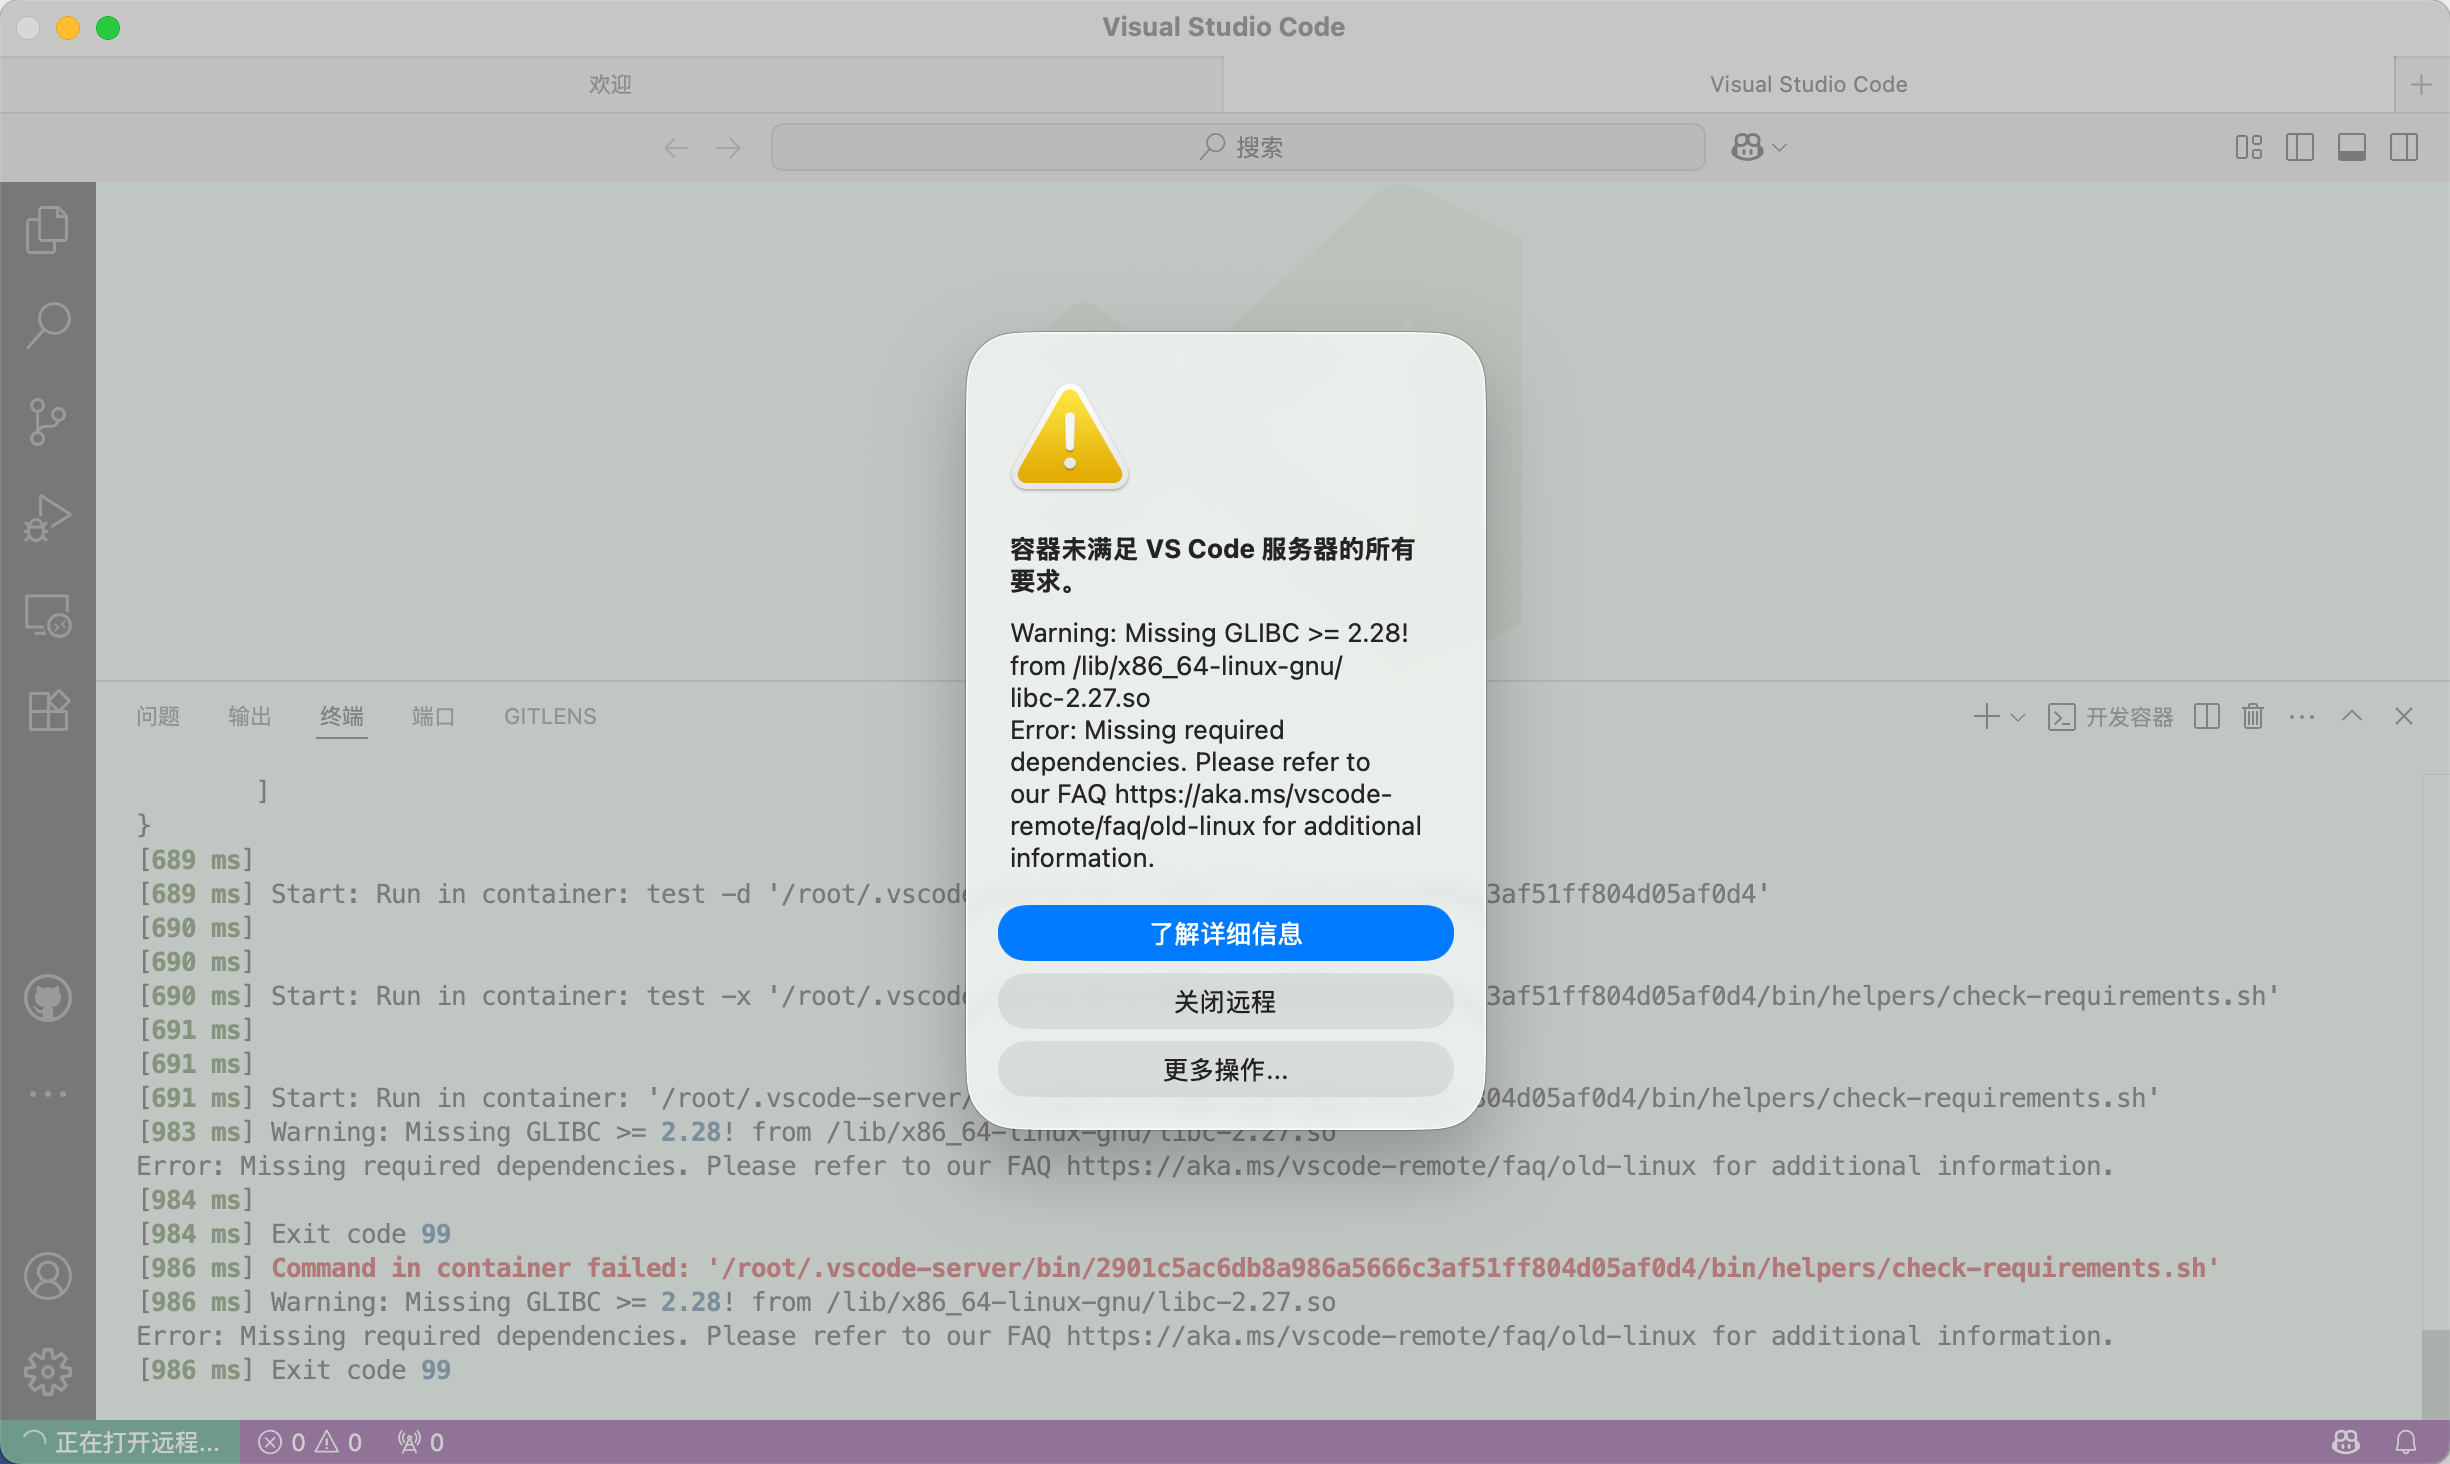 Visual Studio Code
欢迎
Visual Studio Code
搜索
容器未满足 VS Code 服务器的所有
要求。
Warning: Missing GLIBC >= 2.28!
from /lib/x86_64-linux-gnu/
libc-2.27.so
Error: Missing required
dependencies. Please refer to
our FAQ https://aka.ms/vscode-
remote/faq/old-linux for additional
information.
了解详细信息
关闭远程
更多操作...
问题 输出 终端 端口 GITLENS
开发容器
]
}
[689 ms]
[689 ms] Start: Run in container: test -d '/root/.vscod 3af51ff804d05af0d4'
[690 ms]
[690 ms]
[690 ms] Start: Run in container: test -x '/root/.vscod 3af51ff804d05af0d4/bin/helpers/check-requirements.sh'
[691 ms]
[691 ms]
[691 ms] Start: Run in container: '/root/.vscode-server/ 04d05af0d4/bin/helpers/check-requirements.sh'
[983 ms] Warning: Missing GLIBC >= 2.28! from /lib/x86_64-linux-gnu/libc-2.27.so
Error: Missing required dependencies. Please refer to our FAQ https://aka.ms/vscode-remote/faq/old-linux for additional information.
[984 ms]
[984 ms] Exit code 99
[986 ms] Command in container failed: '/root/.vscode-server/bin/2901c5ac6db8a986a5666c3af51ff804d05af0d4/bin/helpers/check-requirements.sh'
[986 ms] Warning: Missing GLIBC >= 2.28! from /lib/x86_64-linux-gnu/libc-2.27.so
Error: Missing required dependencies. Please refer to our FAQ https://aka.ms/vscode-remote/faq/old-linux for additional information.
[986 ms] Exit code 99
正在打开远程... 0 0 0